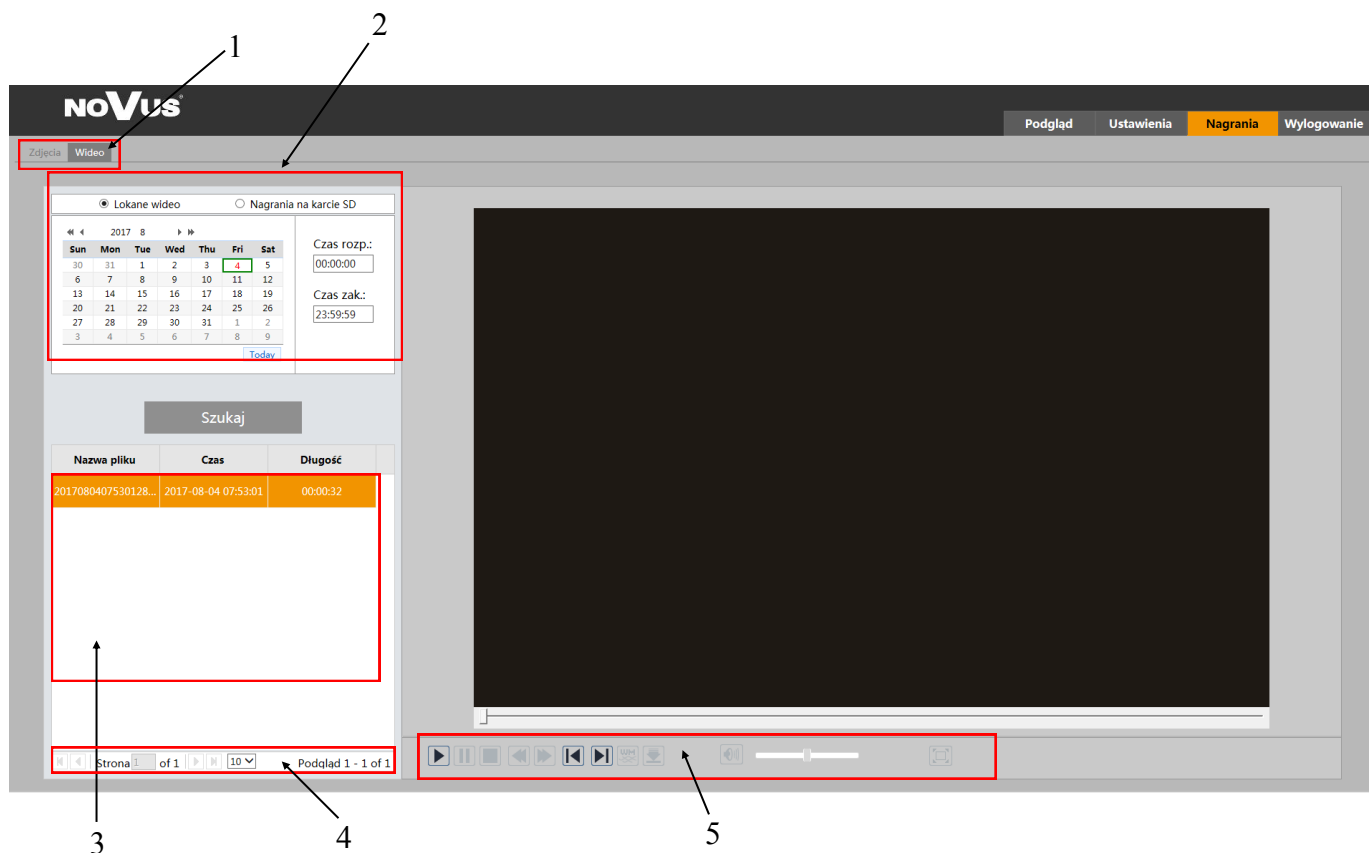 1
2
NOVUS
Podgląd Ustawienia Nagrania Wylogowanie
Zdjęcia Wideo
Lokane wideo Nagrania na karcie SD
2017 8
Sun Mon Tue Wed Thu Fri Sat
30 31 1 2 3 4 5
6 7 8 9 10 11 12
13 14 15 16 17 18 19
20 21 22 23 24 25 26
27 28 29 30 31 1 2
3 4 5 6 7 8 9
Today
Czas rozp.:
00:00:00
Czas zak.:
23:59:59
Szukaj
Nazwa pliku Czas Długość
2017080407530128... 2017-08-04 07:53:01 00:00:32
Strona 1 of 1 10 Podgląd 1 - 1 of 1
3
4
5